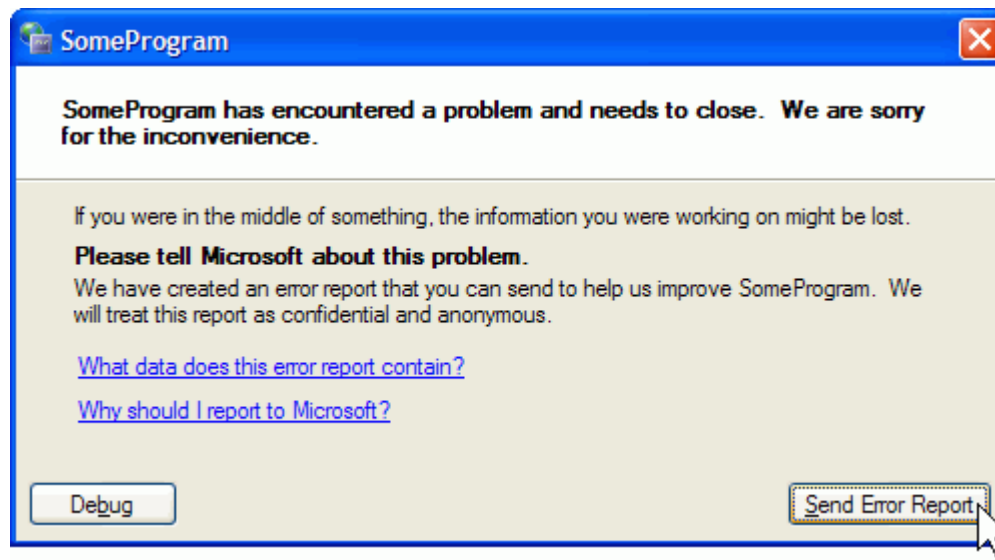 SomeProgram
SomeProgram has encountered a problem and needs to close.  We are sorry
for the inconvenience.
If you were in the middle of something, the information you were working on might be lost.
Please tell Microsoft about this problem.
We have created an error report that you can send to help us improve SomeProgram.  We
will treat this report as confidential and anonymous.
What data does this error report contain?
Why should I report to Microsoft?
Debug
Send Error Report